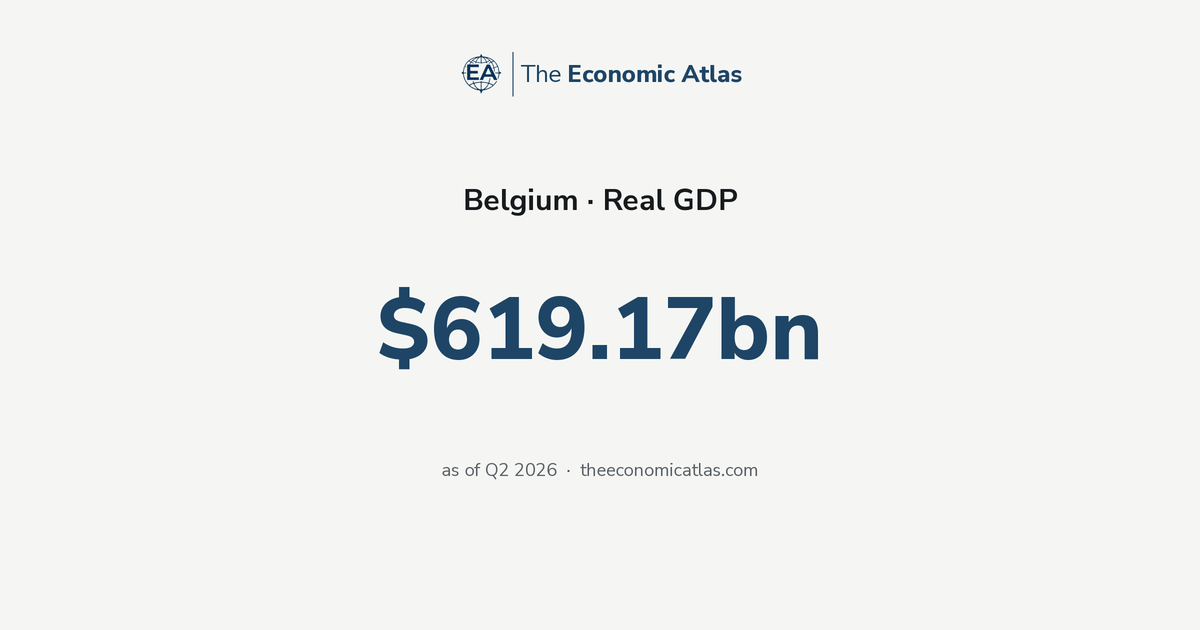 EA The Economic Atlas
Belgium · Real GDP
$619.17bn
as of Q2 2026 · theeconomicatlas.com